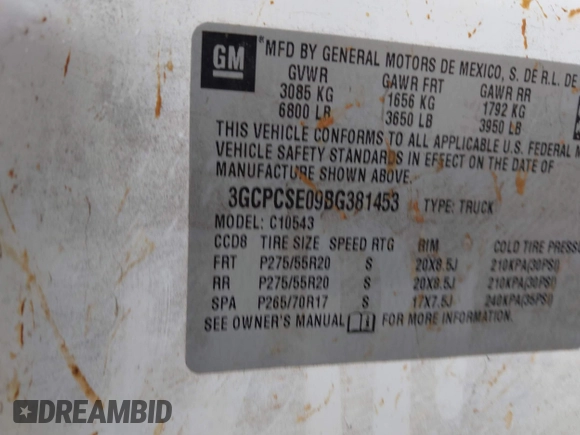 GM ® MFD BY GENERAL MOTORS DE MEXICO, S. DE R.L. DE
GVWR GAWR FRT GAWR RR
3085 KG 1656 KG 1792 KG
6800 LB 3650 LB 3950 LB
THIS VEHICLE CONFORMS TO ALL APPLICABLE U.S. FEDERAL M
VEHICLE SAFETY STANDARDS IN EFFECT ON THE DATE OF
MANUFACTURE SHOWN ABOVE.
3GCPCSE09BG381453 TYPE: TRUCK
MODEL: C10543
CCD8 TIRE SIZE SPEED RTG RIM COLD TIRE PRESS
FRT P275/55R20 S 20X8.5J 210KPA(30PSI)
RR P275/55R20 S 20X8.5J 210KPA(30PSI)
SPA P265/70R17 S 17X7.5J 240KPA(35PSI)
SEE OWNER'S MANUAL FOR MORE INFORMATION.
DREAMBID